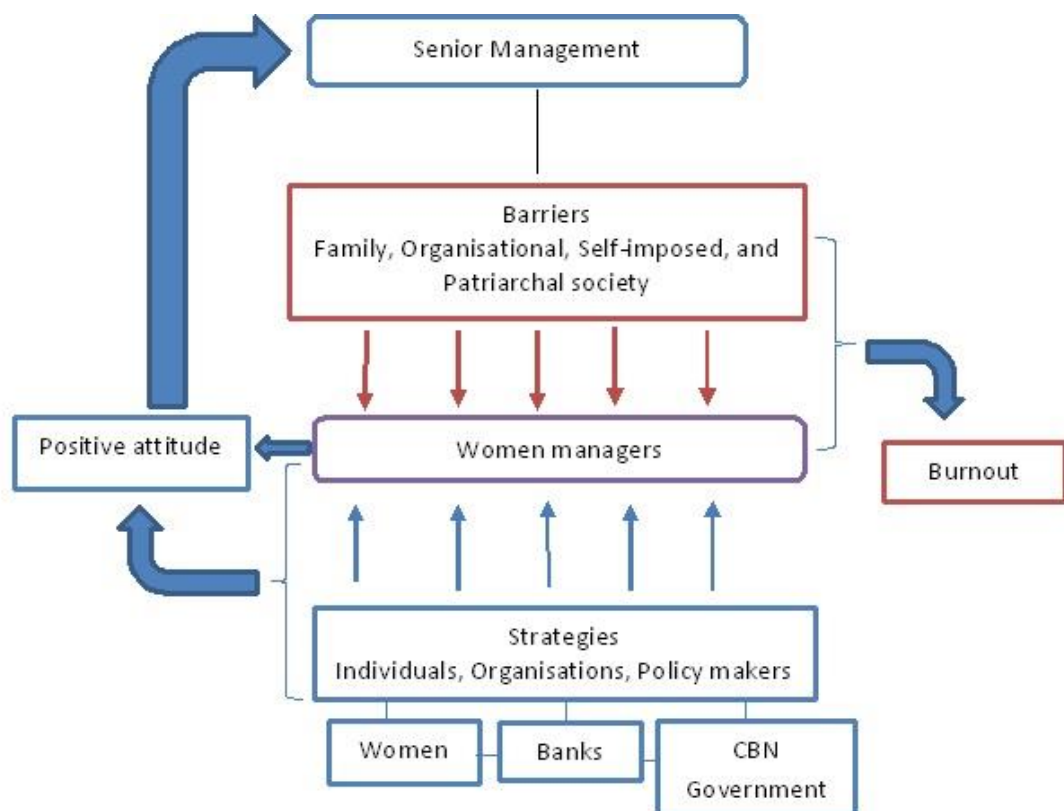 Senior Management
Barriers
Family, Organisational, Self-imposed, and
Patriarchal society
Positive attitude
Women managers
Burnout
Strategies
Individuals, Organisations, Policy makers
Women
Banks
CBN
Government